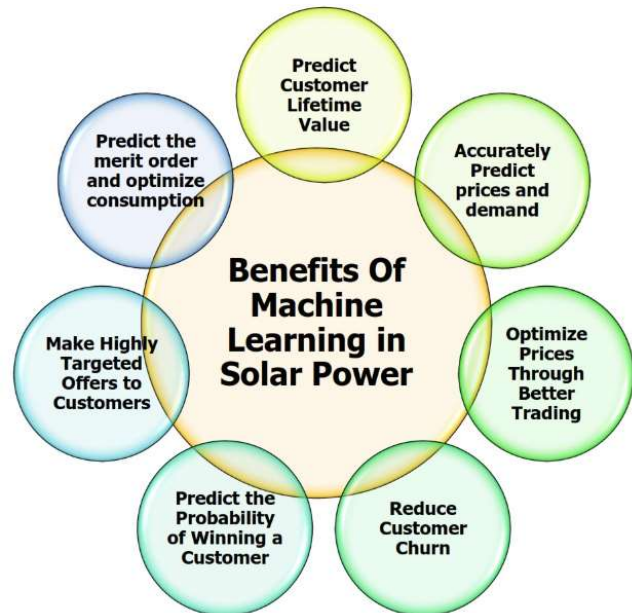 Benefits Of
Machine
Learning in
Solar Power
Predict
Customer
Lifetime
Value
Accurately
Predict
prices and
demand
Optimize
Prices
Through
Better
Trading
Reduce
Customer
Churn
Predict the
Probability
of Winning a
Customer
Make Highly
Targeted
Offers to
Customers
Predict the
merit order
and optimize
consumption